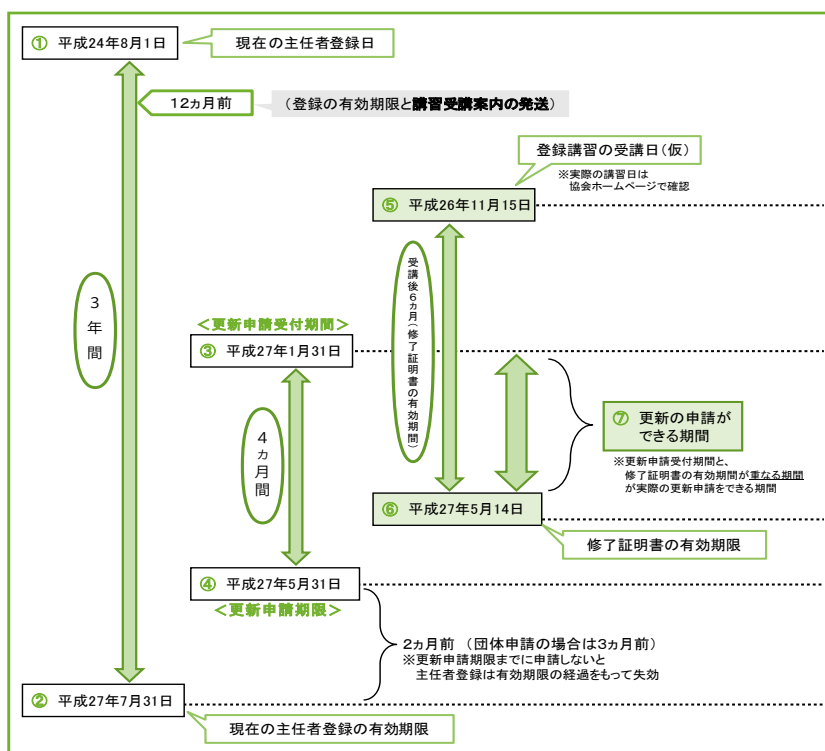 ① 平成24年8月1日
現在の主任者登録日
12ヵ月前
(登録の有効期限と講習受講案内の発送)
登録講習の受講日(仮)
※実際の講習日は
協会ホームページで確認
⑤ 平成26年11月15日
受講後6ヵ月(修了証明書の有効期間)
3年間
<更新申請受付期間>
③ 平成27年1月31日
4ヵ月間
⑦ 更新の申請が
できる期間
※更新申請受付期間と、
修了証明書の有効期間が重なる期間
が実際の更新申請をできる期間
⑥ 平成27年5月14日
修了証明書の有効期限
④ 平成27年5月31日
<更新申請期限>
2ヵ月前 (団体申請の場合は3ヵ月前)
※更新申請期限までに申請しないと
主任者登録は有効期限の経過をもって失効
② 平成27年7月31日
現在の主任者登録の有効期限